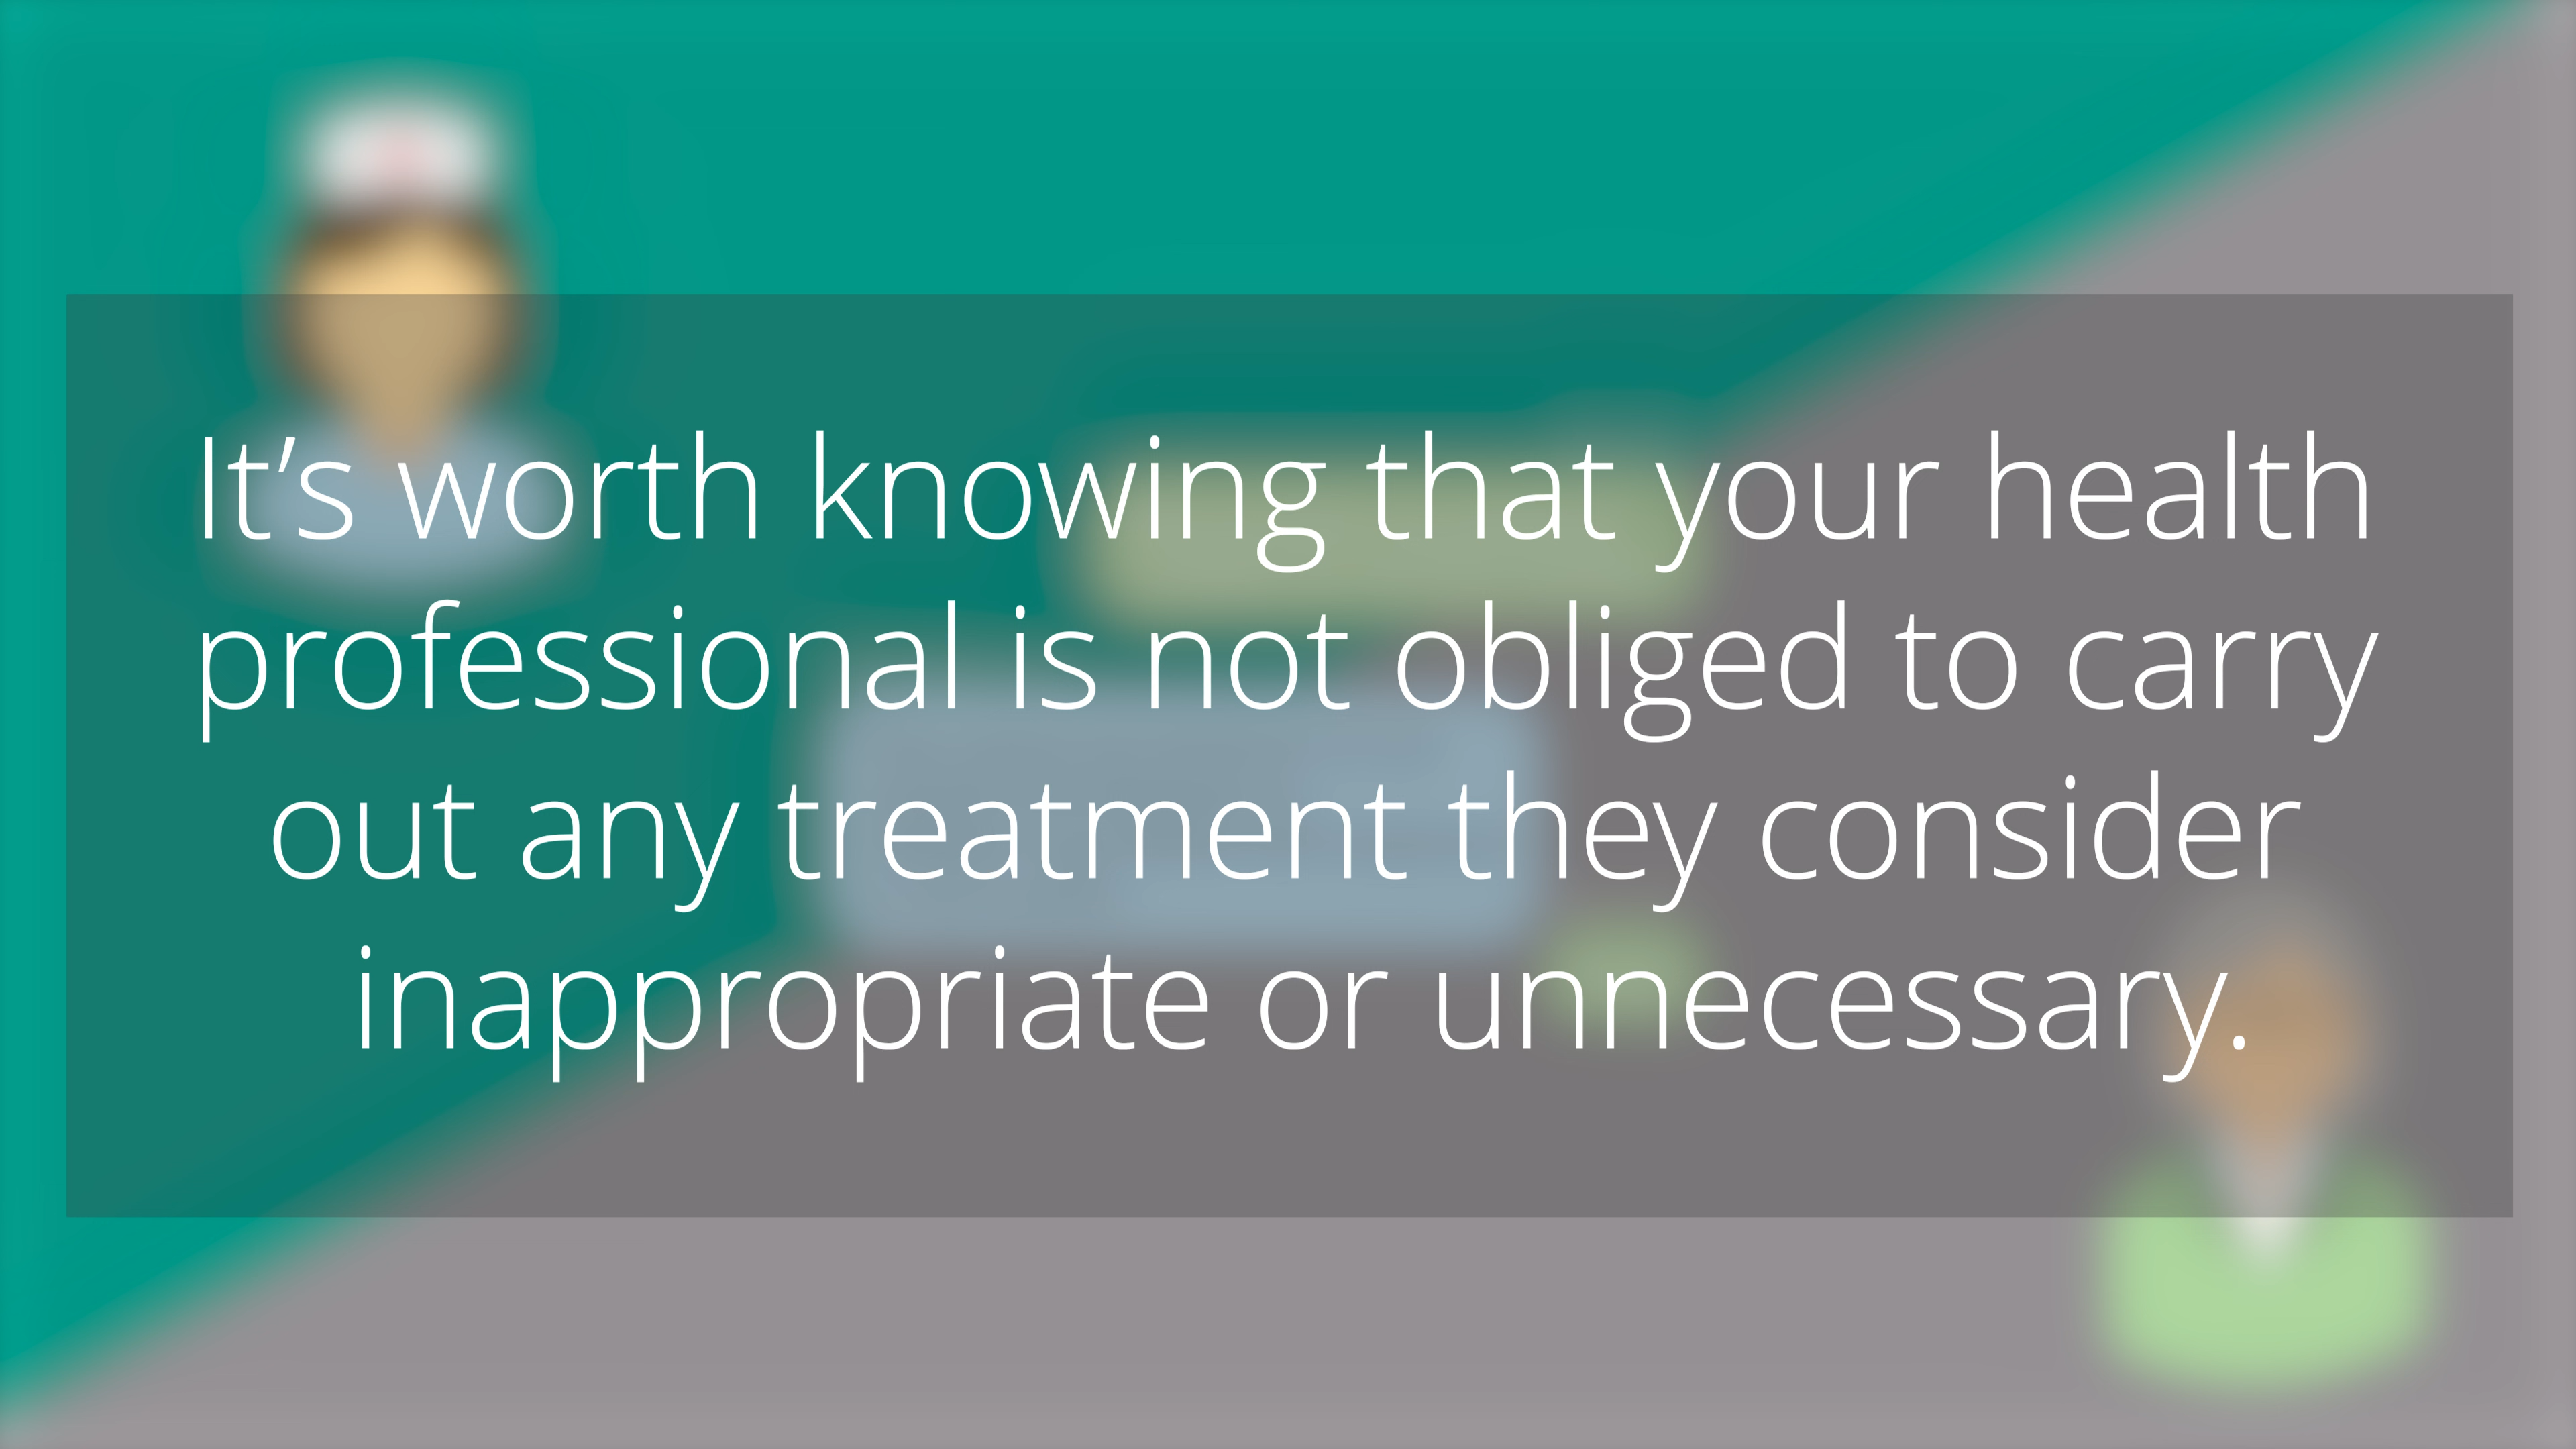 It’s worth knowing that your health
professional is not obliged to carry
out any treatment they consider
inappropriate or unnecessary.